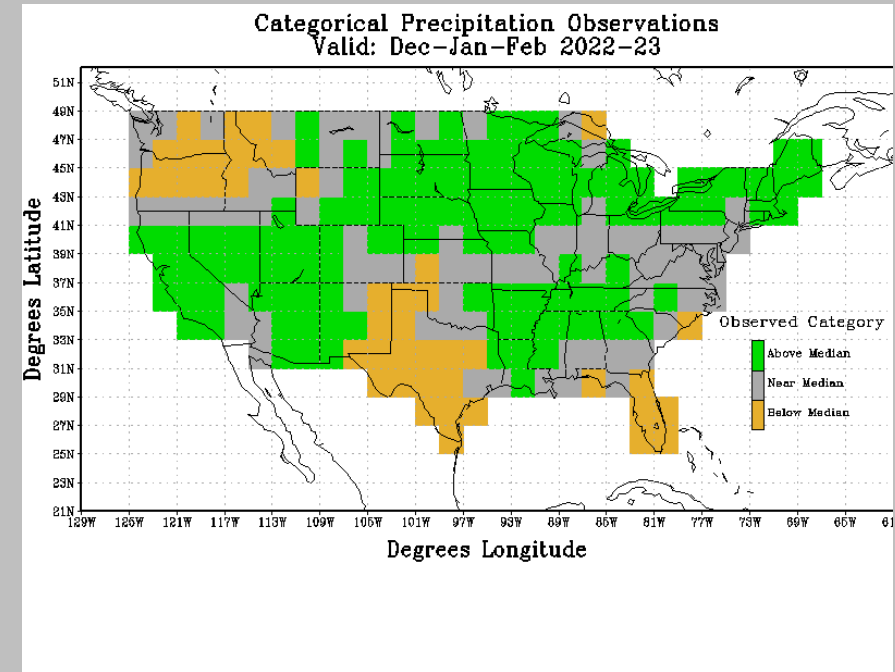 Categorical Precipitation Observations
Valid: Dec-Jan-Feb 2022-23
Degrees Latitude
51N
49N
47N
45N
43N
41N
39N
37N
35N
33N
31N
29N
27N
25N
23N
21N
Observed Category
Above Median
Near Median
Below Median
129W 125W 121W 117W 113W 109W 105W 101W 97W 93W 89W 85W 81W 77W 73W 69W 65W 61
Degrees Longitude